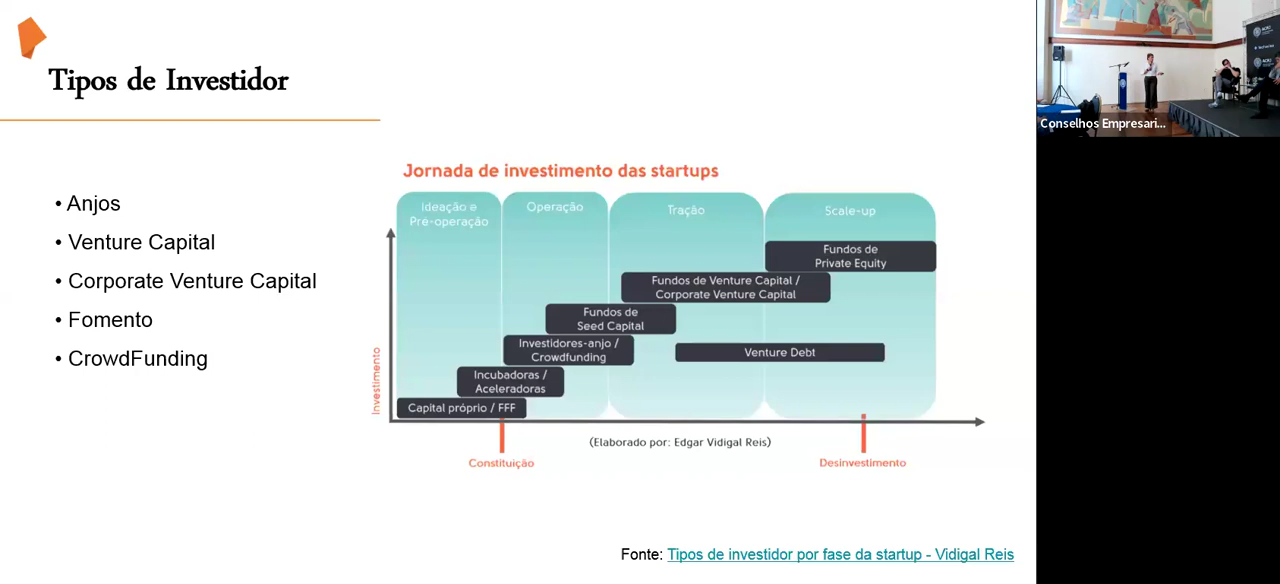 Tipos de Investidor
• Anjos
• Venture Capital
• Corporate Venture Capital
• Fomento
• CrowdFunding
Jornada de investimento das startups
Ideação e
Pré-operação
Operação
Tração
Scale-up
Fundos de
Private Equity
Fundos de Venture Capital /
Corporate Venture Capital
Fundos de
Seed Capital
Investidores-anjo /
Crowdfunding
Venture Debt
Incubadoras /
Aceleradoras
Capital próprio / FFF
Investimento
(Elaborado por: Edgar Vidigal Reis)
Constituição
Desinvestimento
Fonte: Tipos de investidor por fase da startup - Vidigal Reis
Conselhos Empresari...